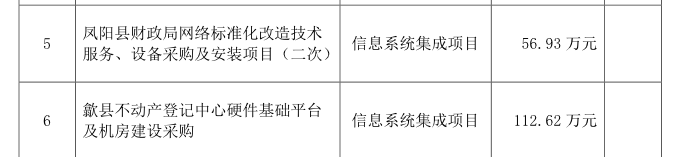 5
凤阳县财政局网络标准化改造技术
服务、设备采购及安装项目（二次）
信息系统集成项目
56.93 万元
6
歙县不动产登记中心硬件基础平台
及机房建设采购
信息系统集成项目
112.62 万元